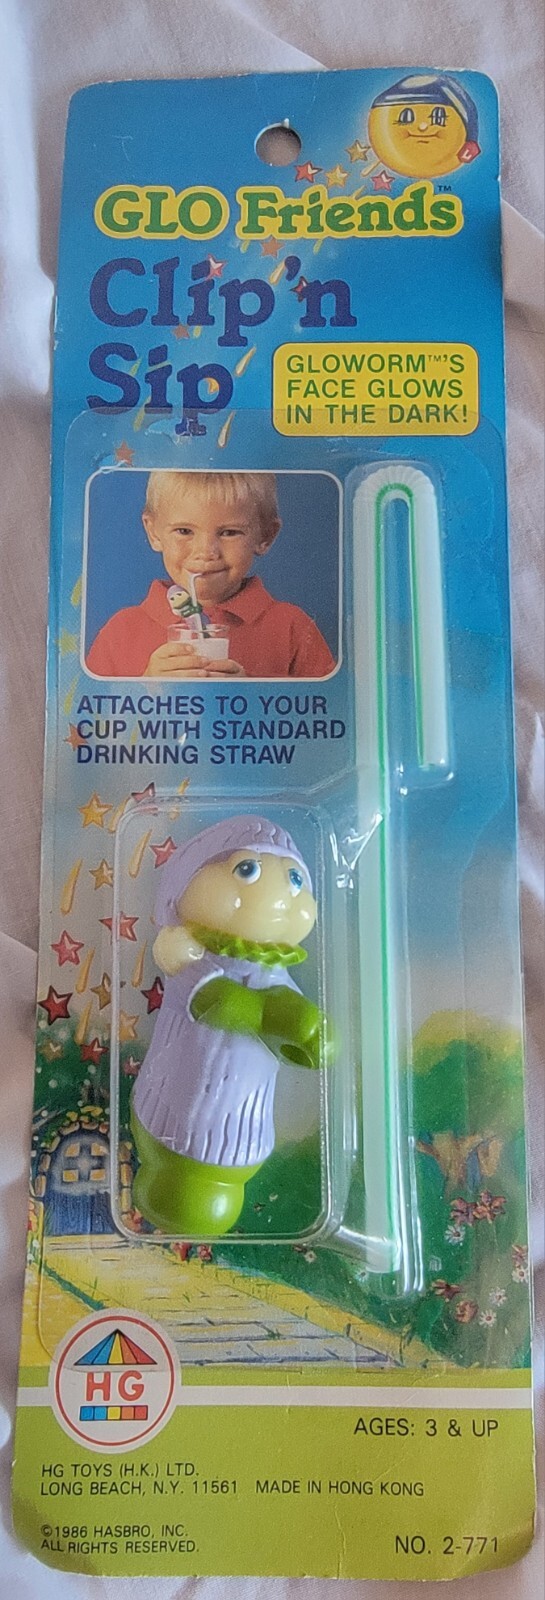 GLO Friends™
Clip'n
Sip
GLOWORM™'S
FACE GLOWS
IN THE DARK!
ATTACHES TO YOUR
CUP WITH STANDARD
DRINKING STRAW
HG
AGES: 3 & UP
HG TOYS (H.K.) LTD.
LONG BEACH, N.Y. 11561 MADE IN HONG KONG
©1986 HASBRO, INC.
ALL RIGHTS RESERVED.
NO. 2-771